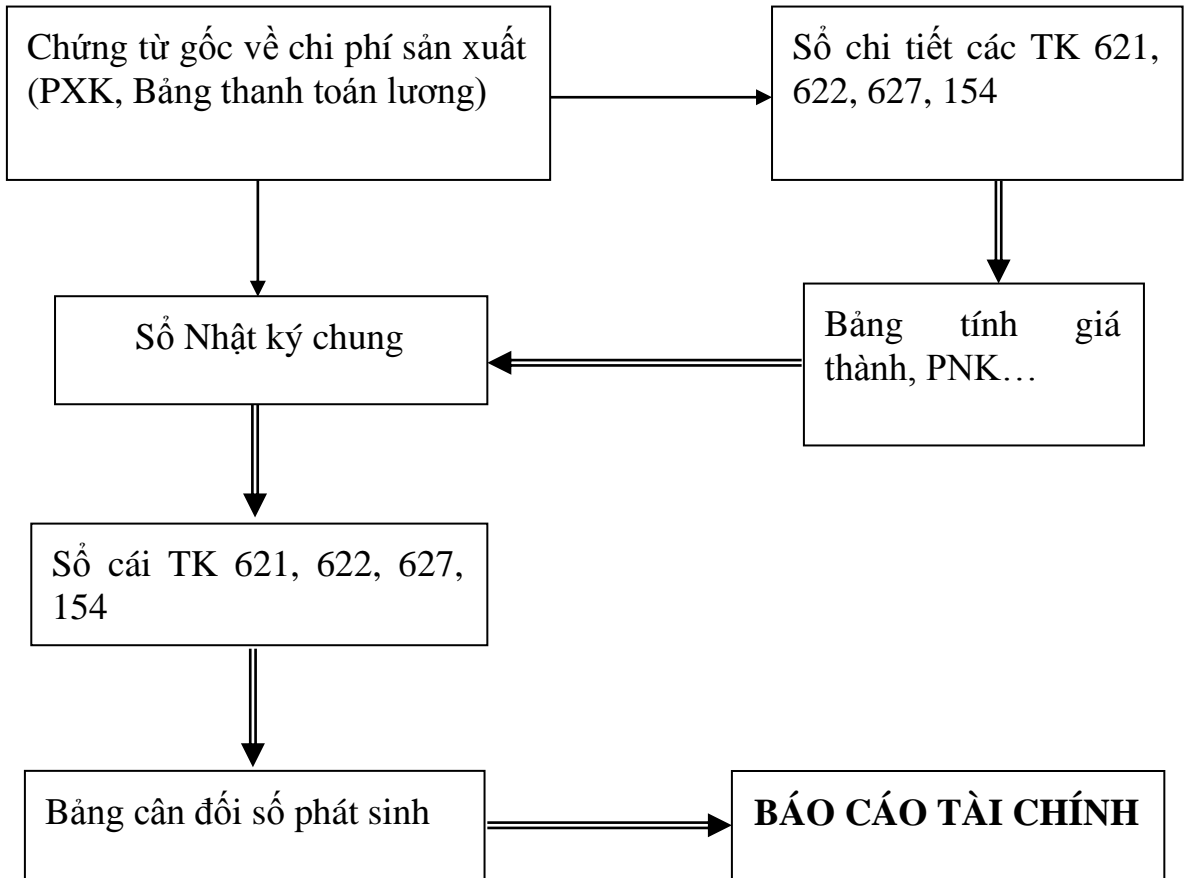 Chứng từ gốc về chi phí sản xuất
(PXK, Bảng thanh toán lương)
Sổ chi tiết các TK 621,
622, 627, 154
Sổ Nhật ký chung
Bảng tính giá
thành, PNK…
Sổ cái TK 621, 622, 627,
154
Bảng cân đối số phát sinh
BÁO CÁO TÀI CHÍNH